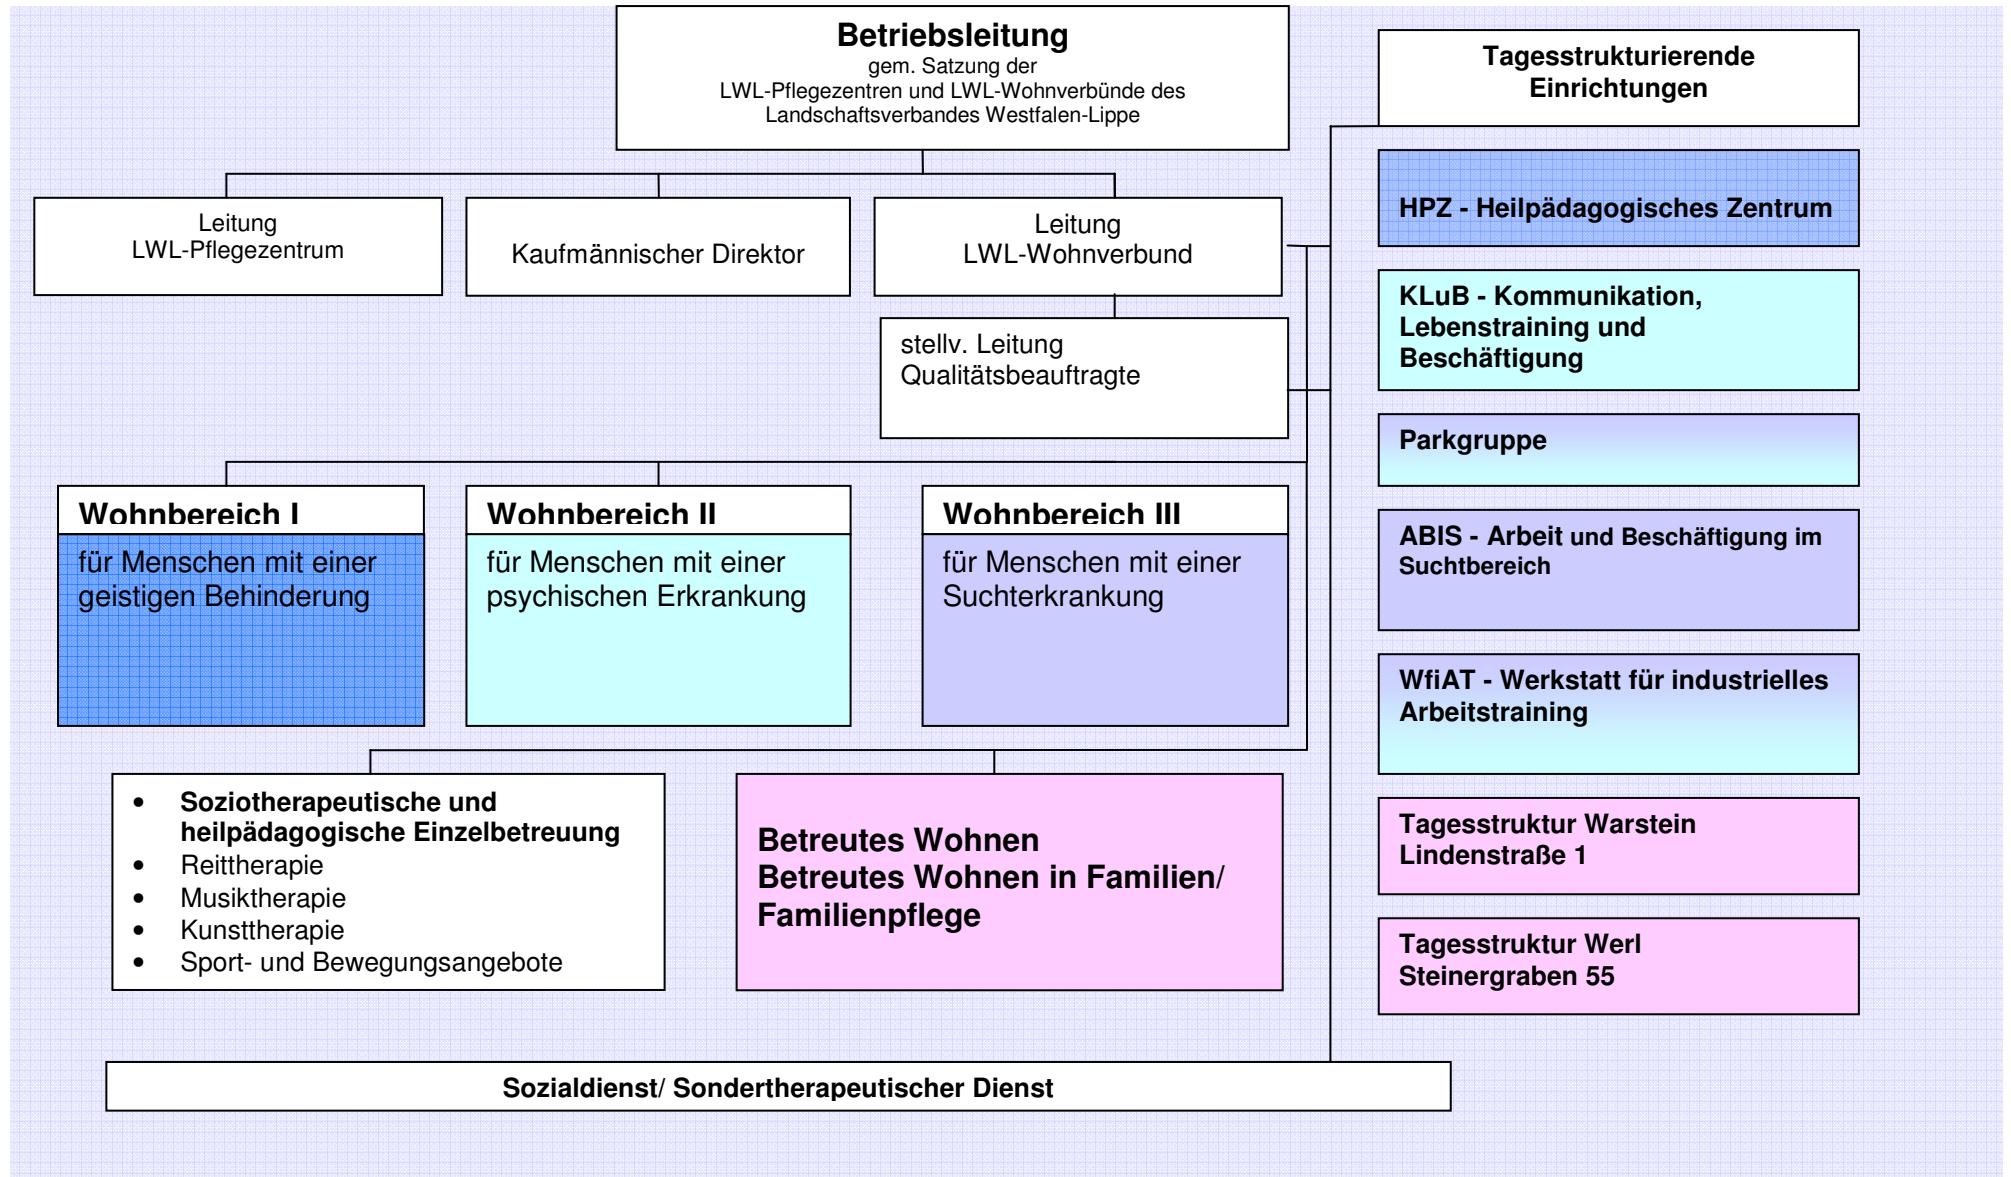 Betriebsleitung
gem. Satzung der
LWL-Pflegezentren und LWL-Wohnverbünde des
Landschaftsverbandes Westfalen-Lippe
Leitung
LWL-Pflegezentrum
Kaufmännischer Direktor
Leitung
LWL-Wohnverbund
stellv. Leitung
Qualitätsbeauftragte
Wohnbereich I
für Menschen mit einer
geistigen Behinderung
Wohnbereich II
für Menschen mit einer
psychischen Erkrankung
Wohnbereich III
für Menschen mit einer
Suchterkrankung
• Soziotherapeutische und
heilpädagogische Einzelbetreuung
• Reittherapie
• Musiktherapie
• Kunsttherapie
• Sport- und Bewegungsangebote
Betreutes Wohnen
Betreutes Wohnen in Familien/
Familienpflege
Sozialdienst/ Sondertherapeutischer Dienst
Tagesstrukturierende
Einrichtungen
HPZ - Heilpädagogisches Zentrum
KLuB - Kommunikation,
Lebenstraining und
Beschäftigung
Parkgruppe
ABIS - Arbeit und Beschäftigung im
Suchtbereich
WfiAT - Werkstatt für industrielles
Arbeitstraining
Tagesstruktur Warstein
Lindenstraße 1
Tagesstruktur Werl
Steinergraben 55